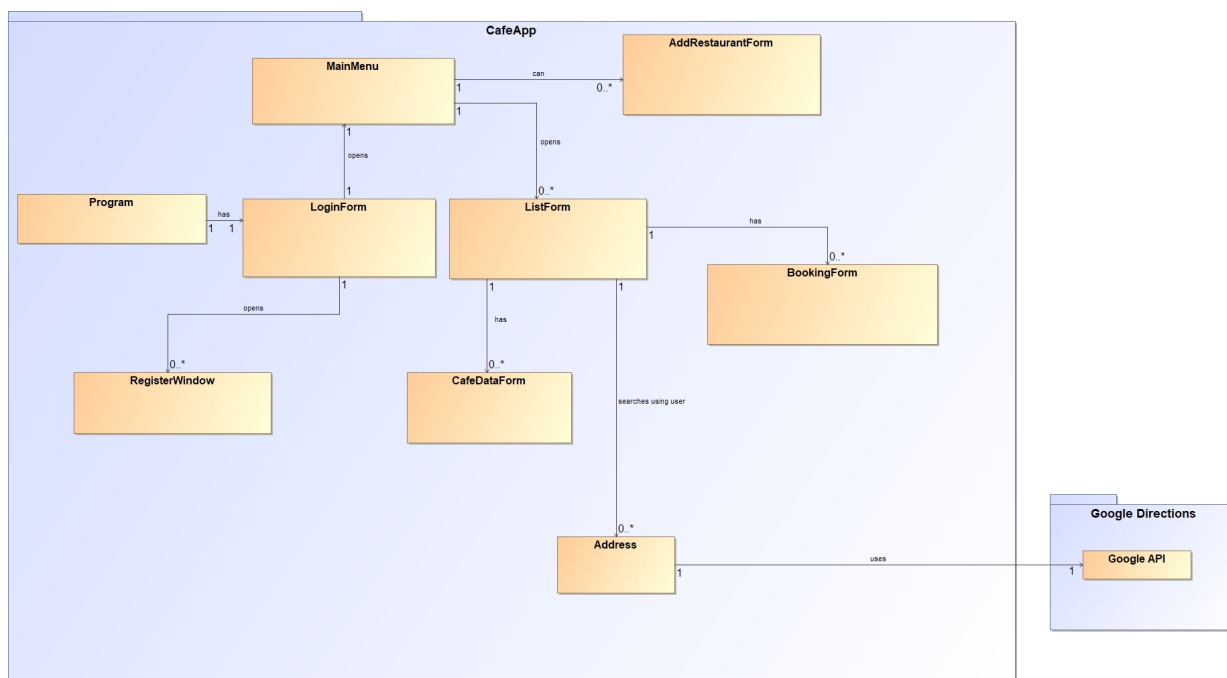 CafeApp
AddRestaurantForm
MainMenu
can
1
0..*
1
1
opens
1
opens
0..*
Program
has
1
1
LoginForm
1
opens
0..*
RegisterWindow
ListForm
1
has
0..*
BookingForm
1
has
0..*
CafeDataForm
1
searches using user
0..*
Address
1
uses
1
Google Directions
Google API